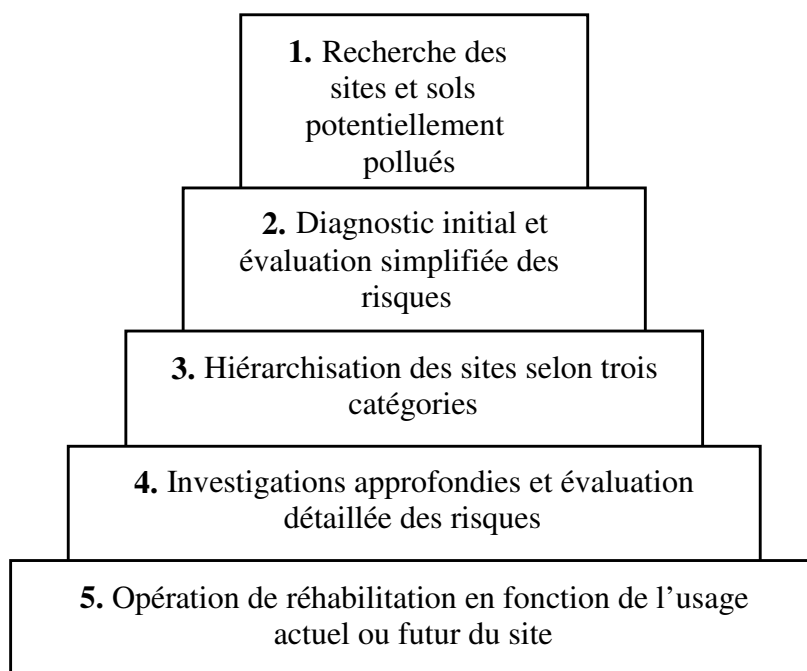 1. Recherche des
sites et sols
potentiellement
pollués
2. Diagnostic initial et
évaluation simplifiée des
risques
3. Hiérarchisation des sites selon trois
catégories
4. Investigations approfondies et évaluation
détaillée des risques
5. Opération de réhabilitation en fonction de l’usage
actuel ou futur du site